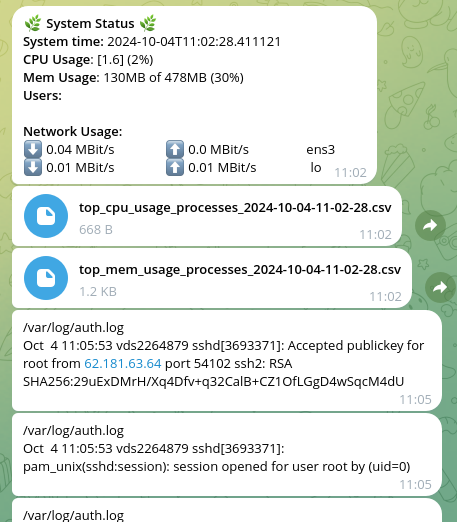 🌿 System Status 🌿
System time: 2024-10-04T11:02:28.411121
CPU Usage: [1.6] (2%)
Mem Usage: 130MB of 478MB (30%)
Users:
Network Usage:
⬇️ 0.04 MBit/s ⬆️ 0.0 MBit/s ens3
⬇️ 0.01 MBit/s ⬆️ 0.01 MBit/s lo 11:02
top_cpu_usage_processes_2024-10-04-11-02-28.csv
668 B 11:02
top_mem_usage_processes_2024-10-04-11-02-28.csv
1.2 KB 11:02
/var/log/auth.log
Oct  4 11:05:53 vds2264879 sshd[3693371]: Accepted publickey for
root from 62.181.63.64 port 54102 ssh2: RSA
SHA256:29uExDMrH/Xq4Dfv+q32CalB+CZ1OfLGgD4wSqcM4dU
11:05
/var/log/auth.log
Oct  4 11:05:53 vds2264879 sshd[3693371]:
pam_unix(sshd:session): session opened for user root by (uid=0)
11:05
/var/log/auth.log